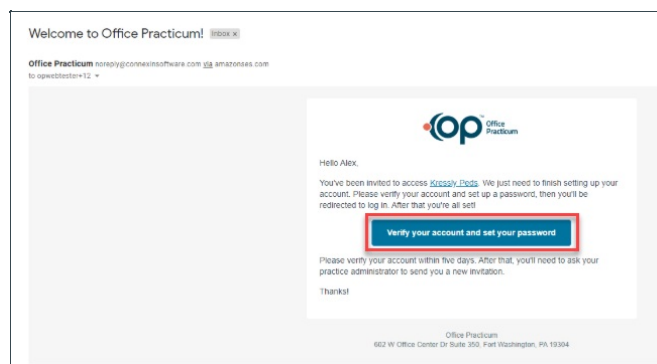 Welcome to Office Practicum! Inbox x
Office Practicum noreply@connexinsoftware.com via amazonses.com
to opwebtester+12
op Office
Practicum
Hello Alex,
You've been invited to access Kressly Peds. We just need to finish setting up your
account. Please verify your account and set up a password, then you'll be
redirected to log in. After that you're all set!
Verify your account and set your password
Please verify your account within five days. After that, you'll need to ask your
practice administrator to send you a new invitation.
Thanks!
Office Practicum
602 W Office Center Dr Suite 350, Fort Washington, PA 19304